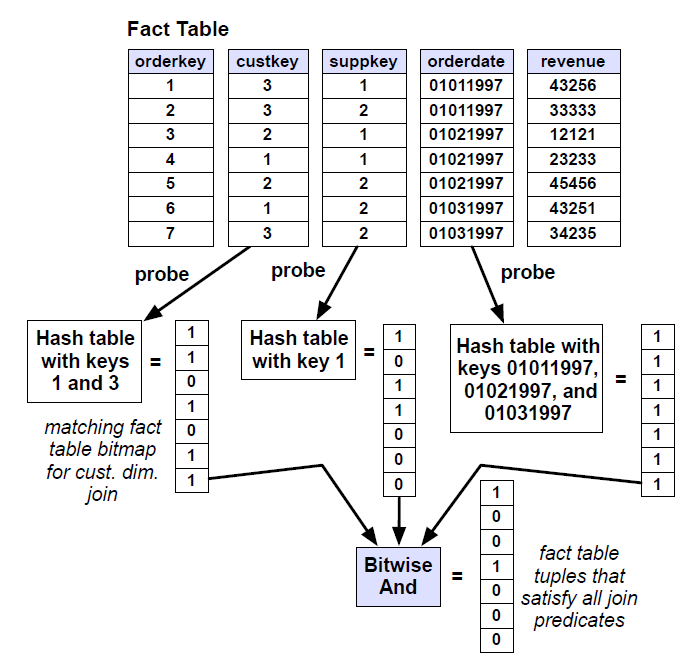 Fact Table
orderkey custkey suppkey orderdate revenue
1 3 1 01011997 43256
2 3 2 01011997 33333
3 2 1 01021997 12121
4 1 1 01021997 23233
5 2 2 01021997 45456
6 1 2 01031997 43251
7 3 2 01031997 34235
probe
probe
probe
Hash table
with keys
1 and 3
=
1
1
0
1
0
1
1
matching fact
table bitmap
for cust. dim.
join
Hash table
with key 1
=
1
0
1
1
0
0
0
Hash table with
keys 01011997,
01021997, and
01031997
=
1
1
1
1
1
1
1
Bitwise
And
=
1
0
0
1
0
0
0
fact table
tuples that
satisfy all join
predicates